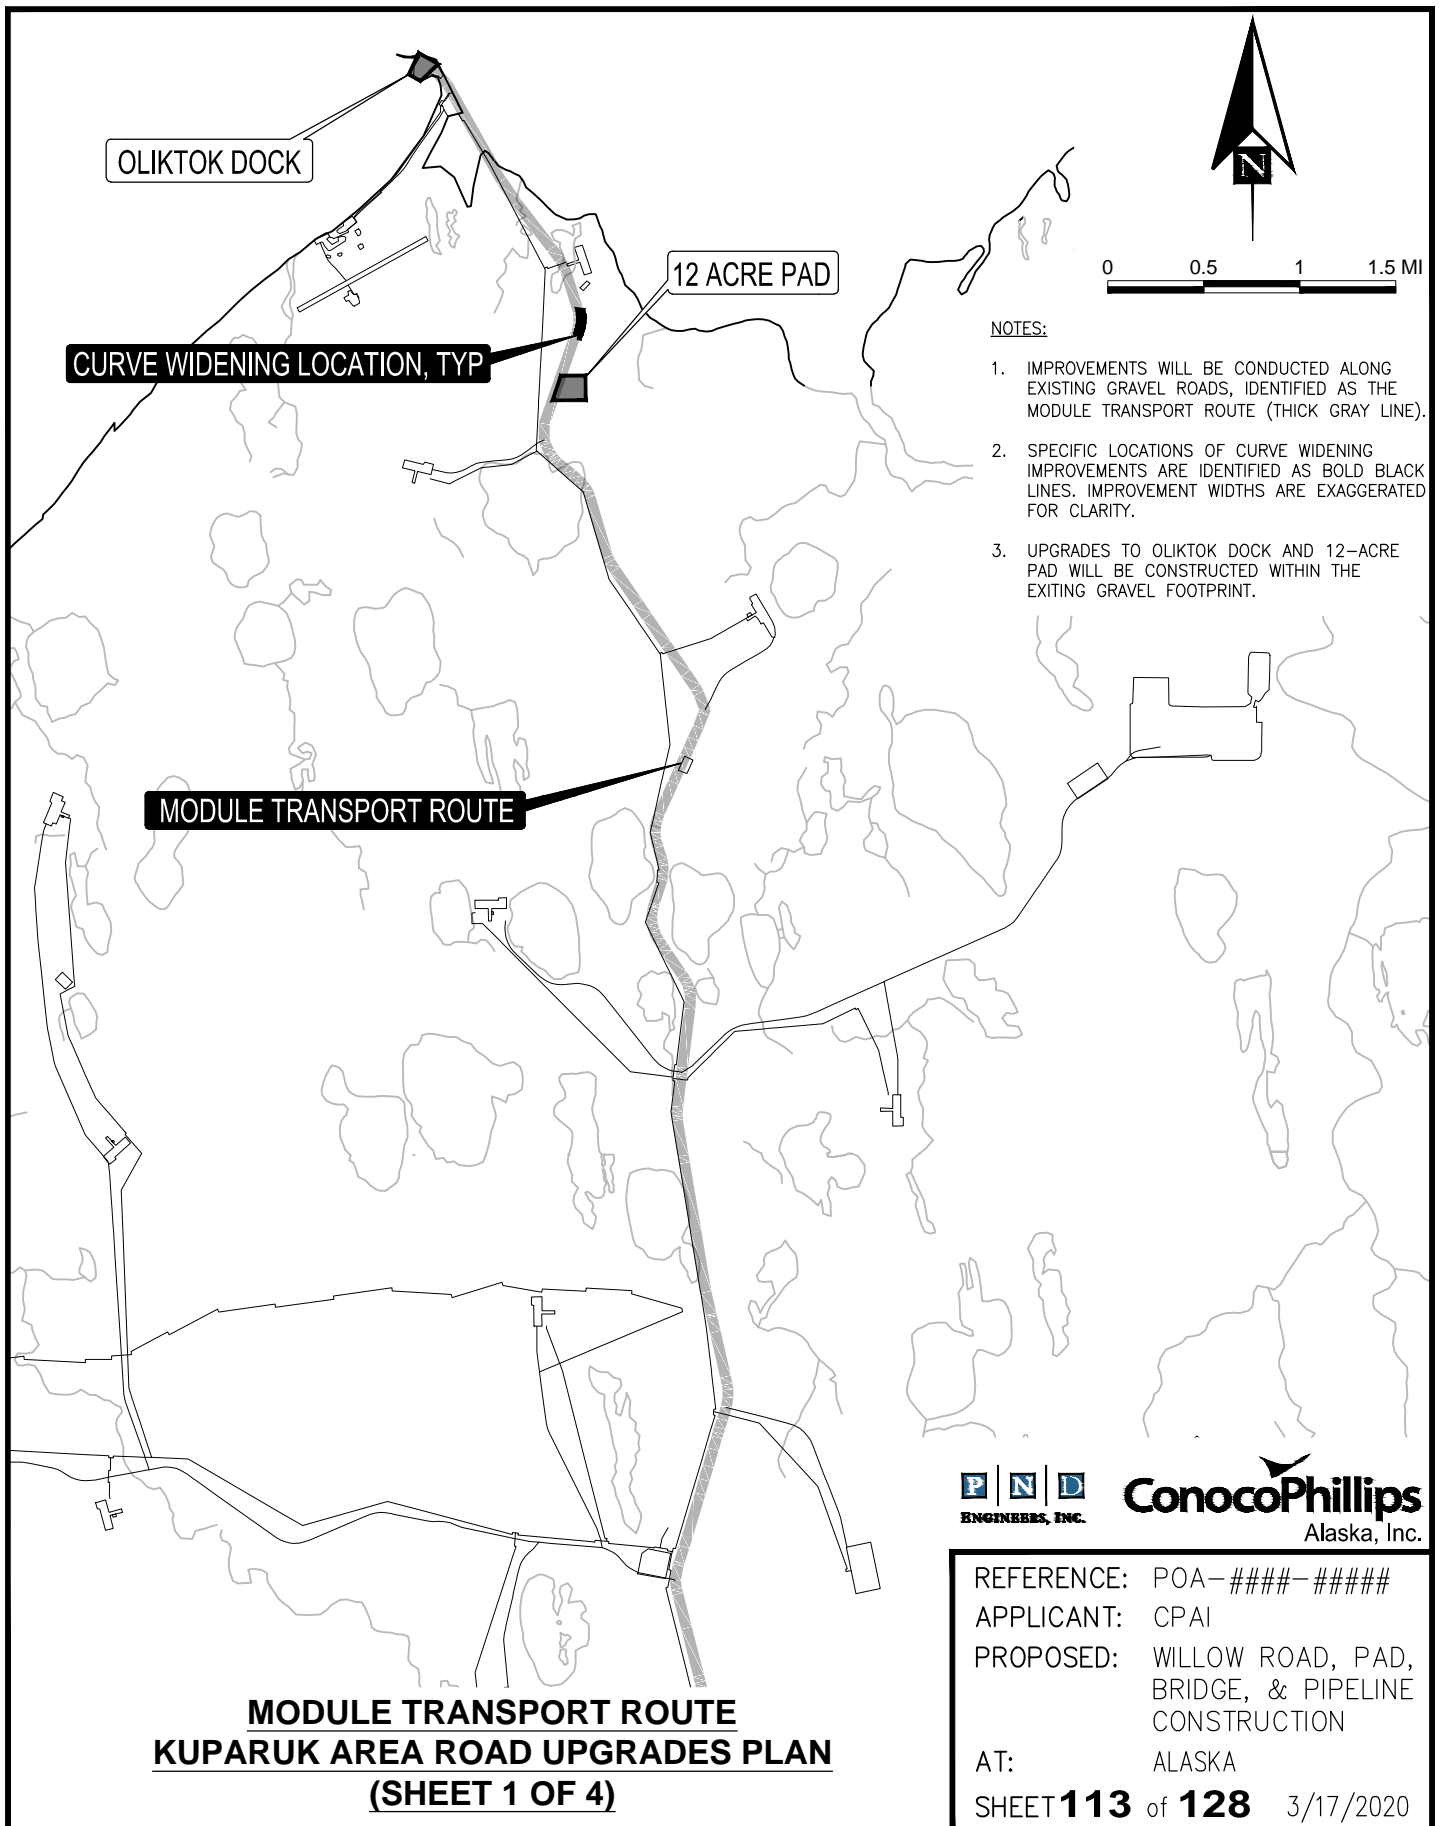 OLIKTOK DOCK
N
0 0.5 1 1.5 MI
12 ACRE PAD
CURVE WIDENING LOCATION, TYP
NOTES:
1. IMPROVEMENTS WILL BE CONDUCTED ALONG
EXISTING GRAVEL ROADS, IDENTIFIED AS THE
MODULE TRANSPORT ROUTE (THICK GRAY LINE).
2. SPECIFIC LOCATIONS OF CURVE WIDENING
IMPROVEMENTS ARE IDENTIFIED AS BOLD BLACK
LINES. IMPROVEMENT WIDTHS ARE EXAGGERATED
FOR CLARITY.
3. UPGRADES TO OLIKTOK DOCK AND 12-ACRE
PAD WILL BE CONSTRUCTED WITHIN THE
EXITING GRAVEL FOOTPRINT.
MODULE TRANSPORT ROUTE
P N D
ENGINEERS, INC.
ConocoPhillips
Alaska, Inc.
MODULE TRANSPORT ROUTE
KUPARUK AREA ROAD UPGRADES PLAN
(SHEET 1 OF 4)
REFERENCE: POA-####-#####
APPLICANT: CPAI
PROPOSED: WILLOW ROAD, PAD,
BRIDGE, & PIPELINE
CONSTRUCTION
AT: ALASKA
SHEET 113 of 128 3/17/2020